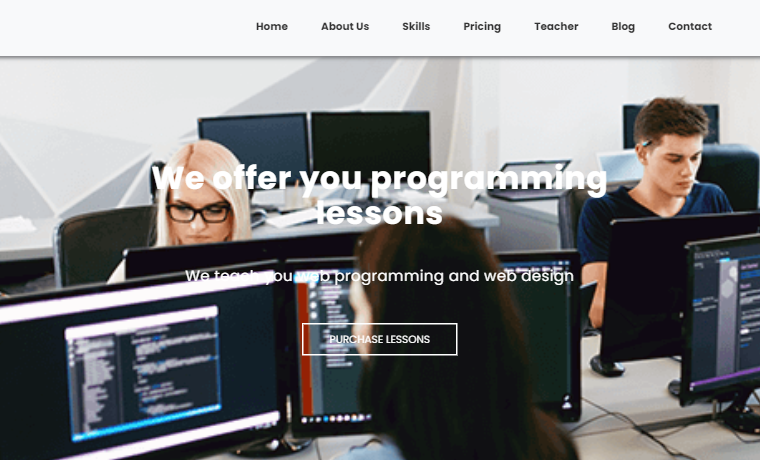 Home About Us Skills Pricing Teacher Blog Contact
We offer you programming
lessons
We teach you web programming and web design
PURCHASE LESSONS